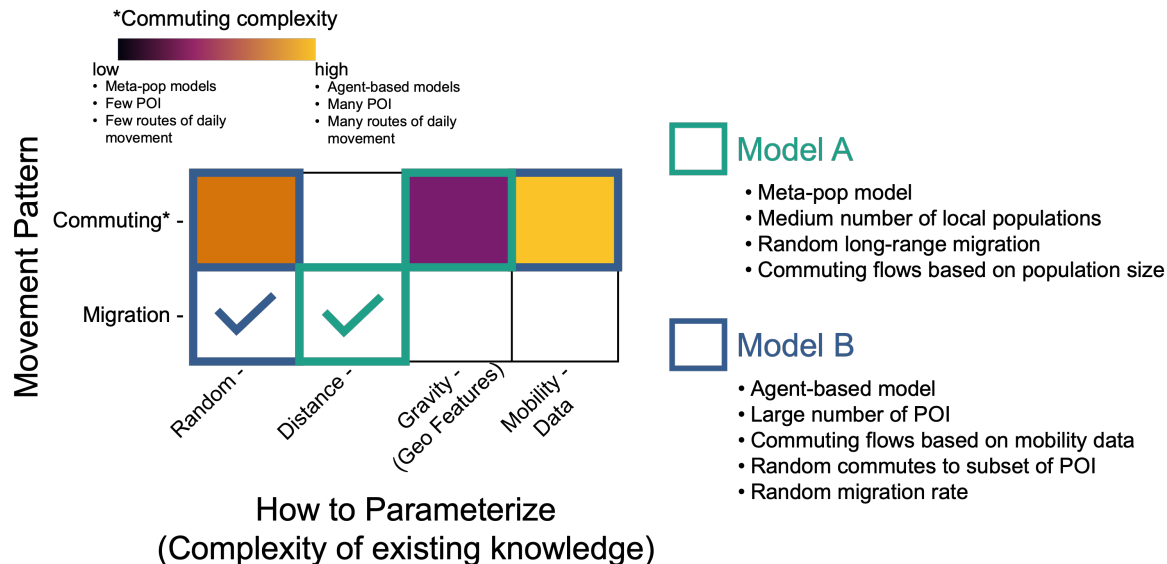 *Commuting complexity
low
• Meta-pop models
• Few POI
• Few routes of daily
movement
high
• Agent-based models
• Many POI
• Many routes of daily
movement
Movement Pattern
Commuting* -
Migration -
Random -
Distance -
Gravity -
(Geo Features)
Mobility -
Data
How to Parameterize
(Complexity of existing knowledge)
Model A
• Meta-pop model
• Medium number of local populations
• Random long-range migration
• Commuting flows based on population size
Model B
• Agent-based model
• Large number of POI
• Commuting flows based on mobility data
• Random commutes to subset of POI
• Random migration rate